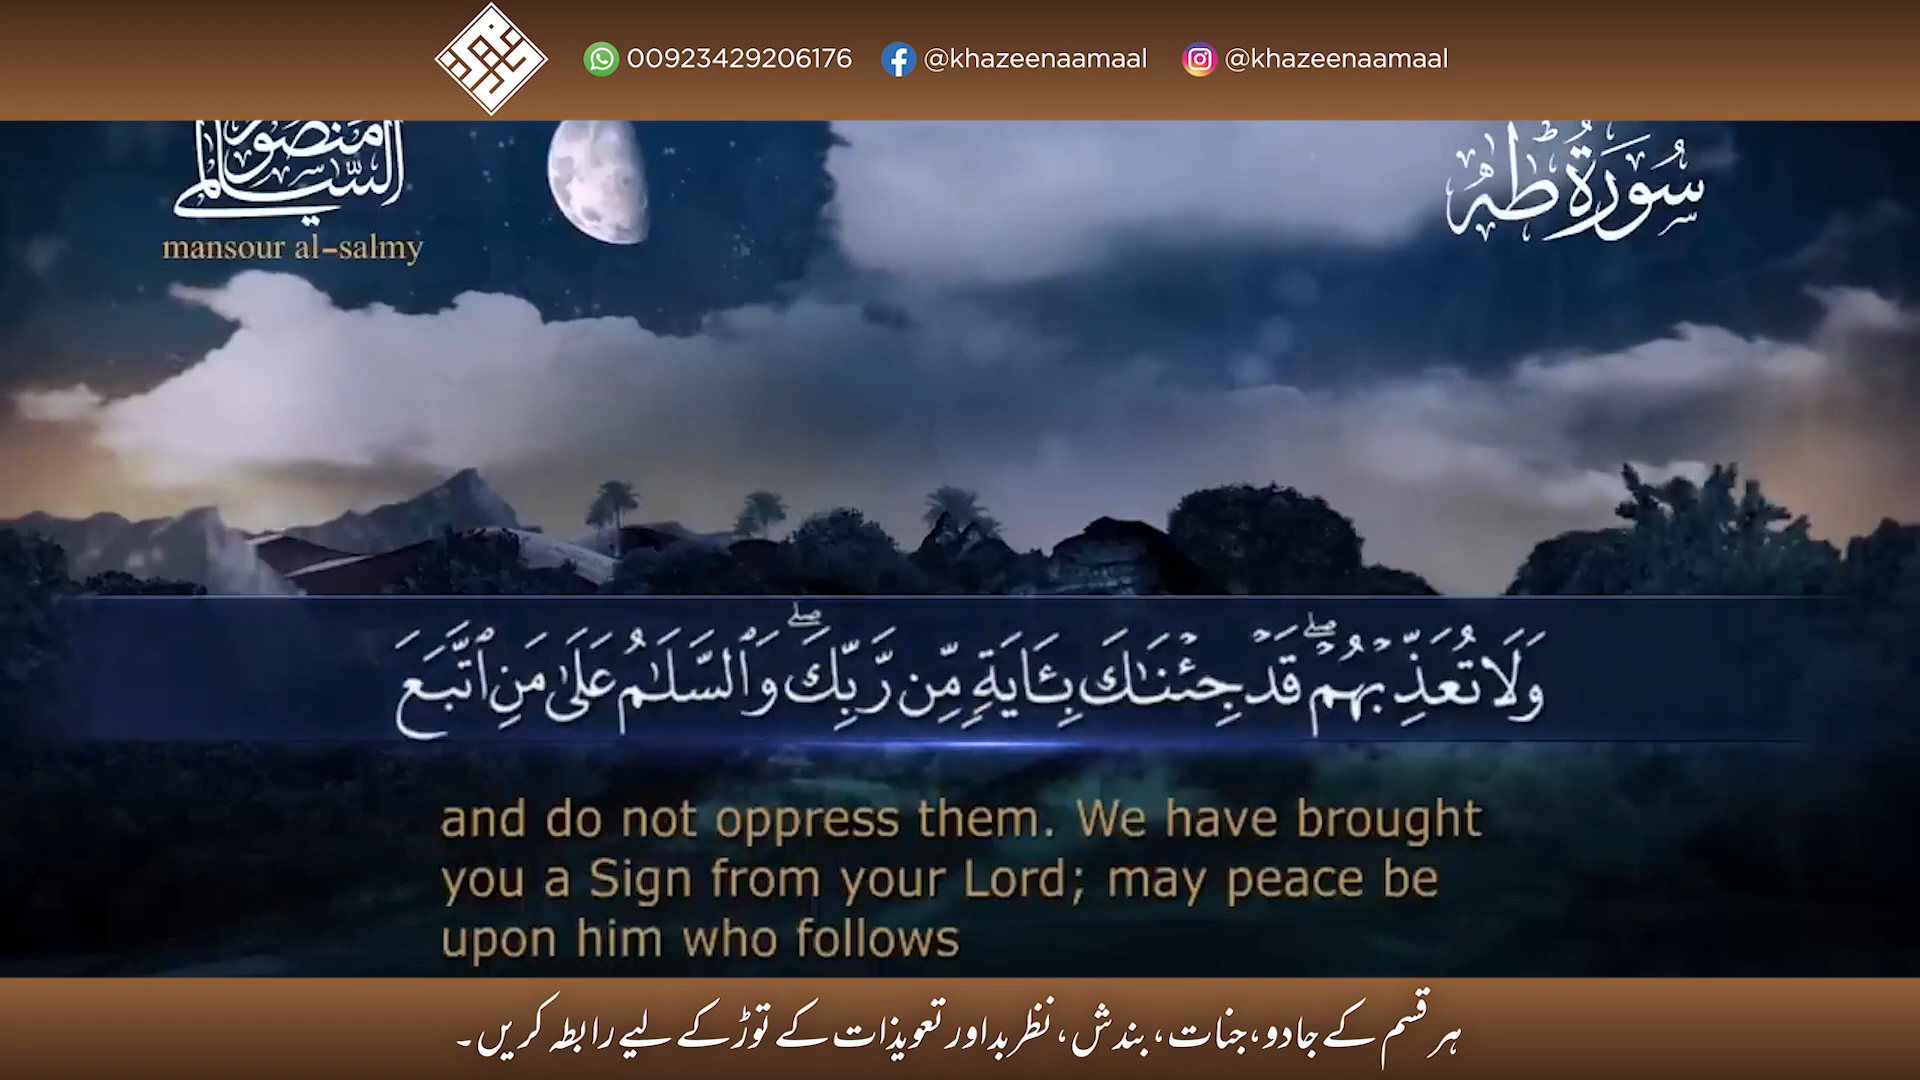 00923429206176 @khazeenaamaal @khazeenaamaal
منصور
السالمي
mansour al-salmy
سُورَةُ طه
وَلَا تُعَذِّبۡهُمۡۖ قَدۡ جِئۡنَـٰكَ بِـَٔايَةٍ مِّن رَّبِّكَۖ وَٱلسَّلَـٰمُ عَلَىٰ مَنِ ٱتَّبَعَ
and do not oppress them. We have brought
you a Sign from your Lord; may peace be
upon him who follows
ہر قسم کے جادو، جنات، بندش، نظر بد اور تعویذات کے توڑ کے لیے رابطہ کریں۔